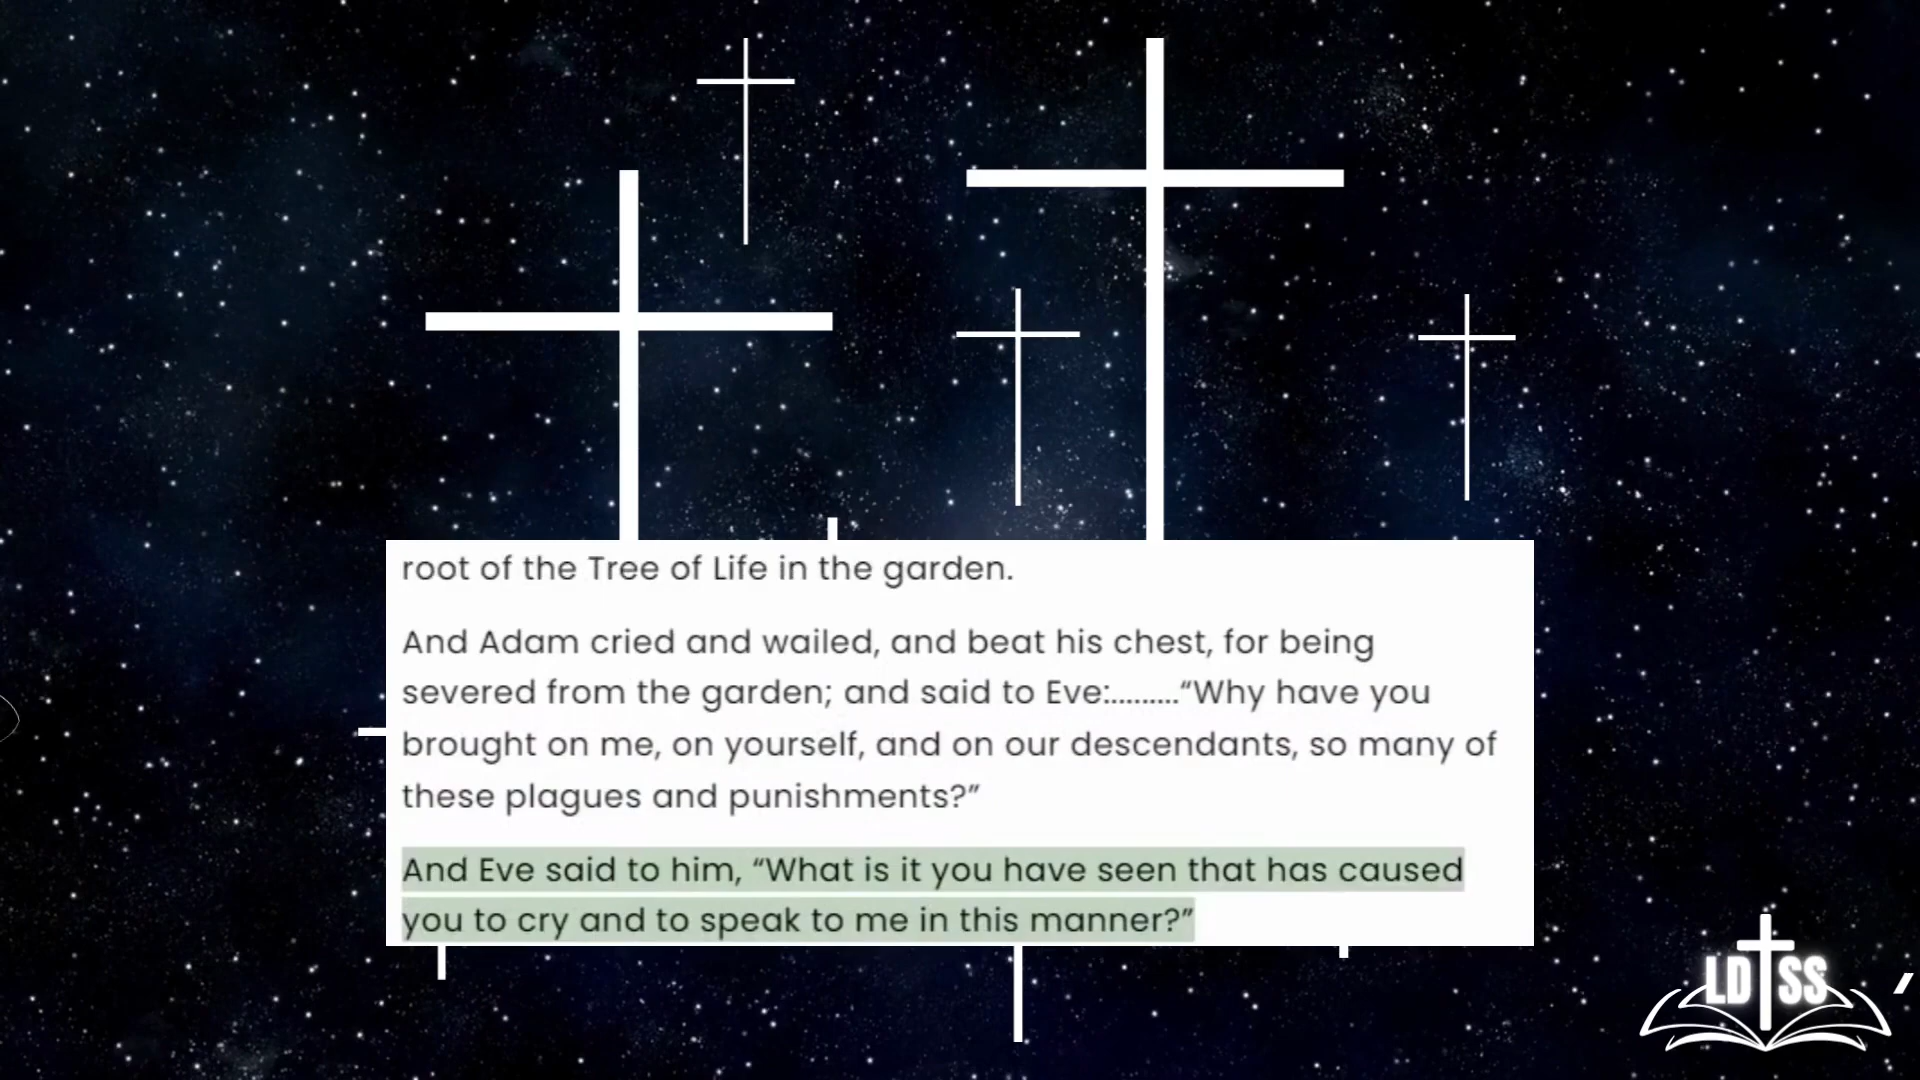 root of the Tree of Life in the garden.
And Adam cried and wailed, and beat his chest, for being
severed from the garden; and said to Eve:.........“Why have you
brought on me, on yourself, and on our descendants, so many of
these plagues and punishments?”
And Eve said to him, “What is it you have seen that has caused
you to cry and to speak to me in this manner?”
LD SS